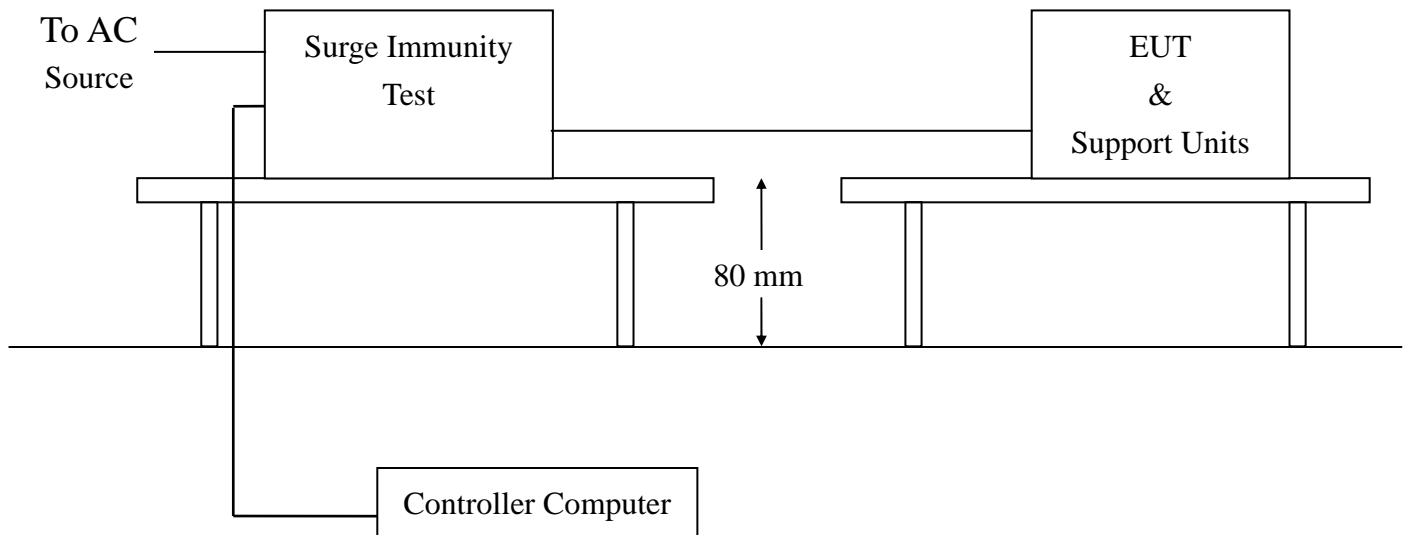 To AC
Source
Surge Immunity
Test
EUT
&
Support Units
80 mm
Controller Computer